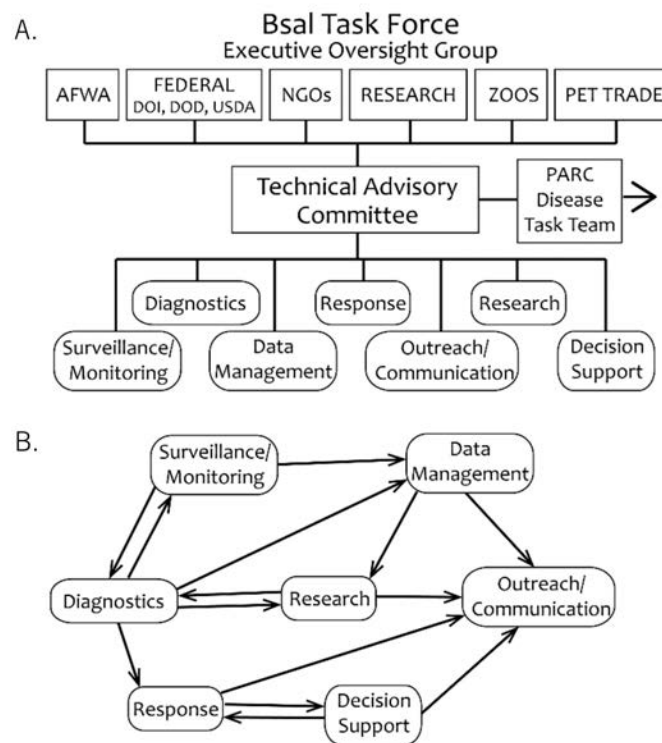 A.
Bsal Task Force
Executive Oversight Group
AFWA
FEDERAL
DOI, DOD, USDA
NGOs
RESEARCH
ZOOS
PET TRADE
Technical Advisory
Committee
PARC
Disease
Task Team
Diagnostics
Response
Research
Surveillance/
Monitoring
Data
Management
Outreach/
Communication
Decision
Support
B.
Surveillance/
Monitoring
Data
Management
Diagnostics
Research
Outreach/
Communication
Response
Decision
Support